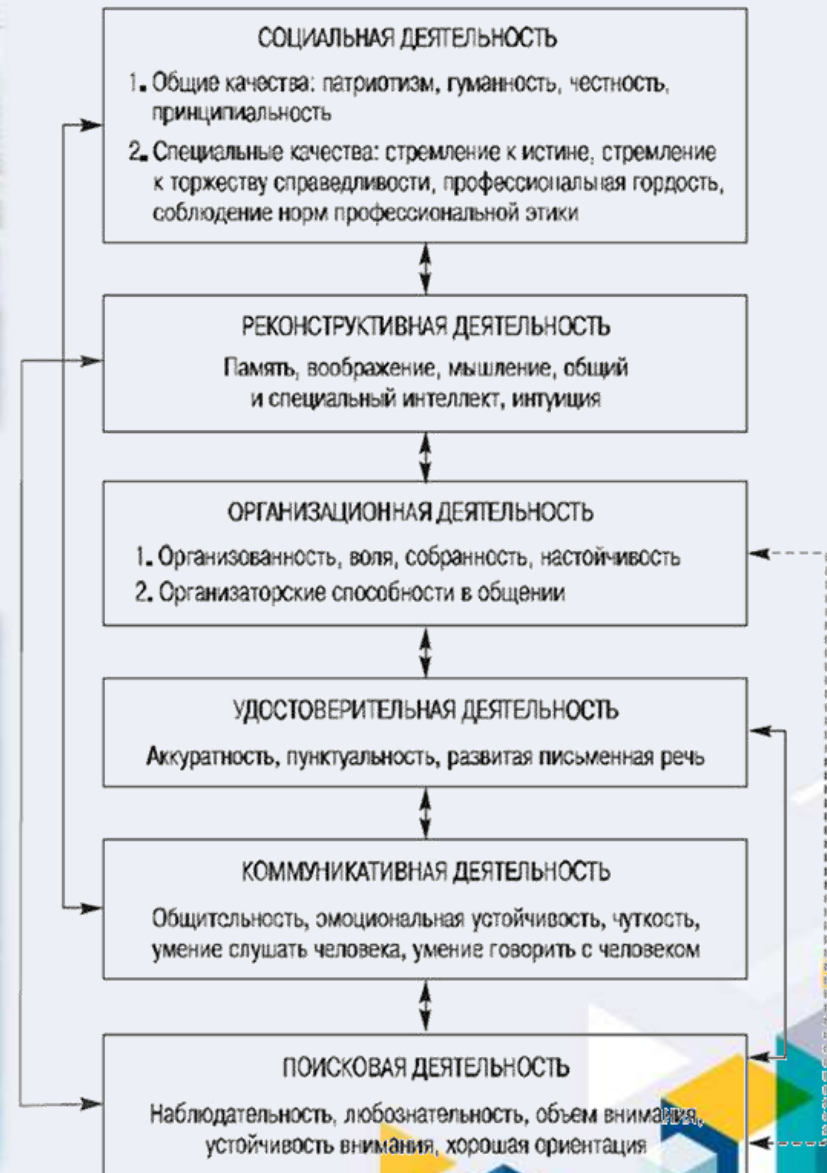 СОЦИАЛЬНАЯ ДЕЯТЕЛЬНОСТЬ
1. Общие качества: патриотизм, гуманность, честность,
принципиальность
2. Специальные качества: стремление к истине, стремление
к торжеству справедливости, профессиональная гордость,
соблюдение норм профессиональной этики
РЕКОНСТРУКТИВНАЯ ДЕЯТЕЛЬНОСТЬ
Память, воображение, мышление, общий
и специальный интеллект, интуиция
ОРГАНИЗАЦИОННАЯ ДЕЯТЕЛЬНОСТЬ
1. Организованность, воля, собранность, настойчивость
2. Организаторские способности в общении
УДОСТОВЕРИТЕЛЬНАЯ ДЕЯТЕЛЬНОСТЬ
Аккуратность, пунктуальность, развитая письменная речь
КОММУНИКАТИВНАЯ ДЕЯТЕЛЬНОСТЬ
Общительность, эмоциональная устойчивость, чуткость,
умение слушать человека, умение говорить с человеком
ПОИСКОВАЯ ДЕЯТЕЛЬНОСТЬ
Наблюдательность, любознательность, объем внимания,
устойчивость внимания, хорошая ориентация